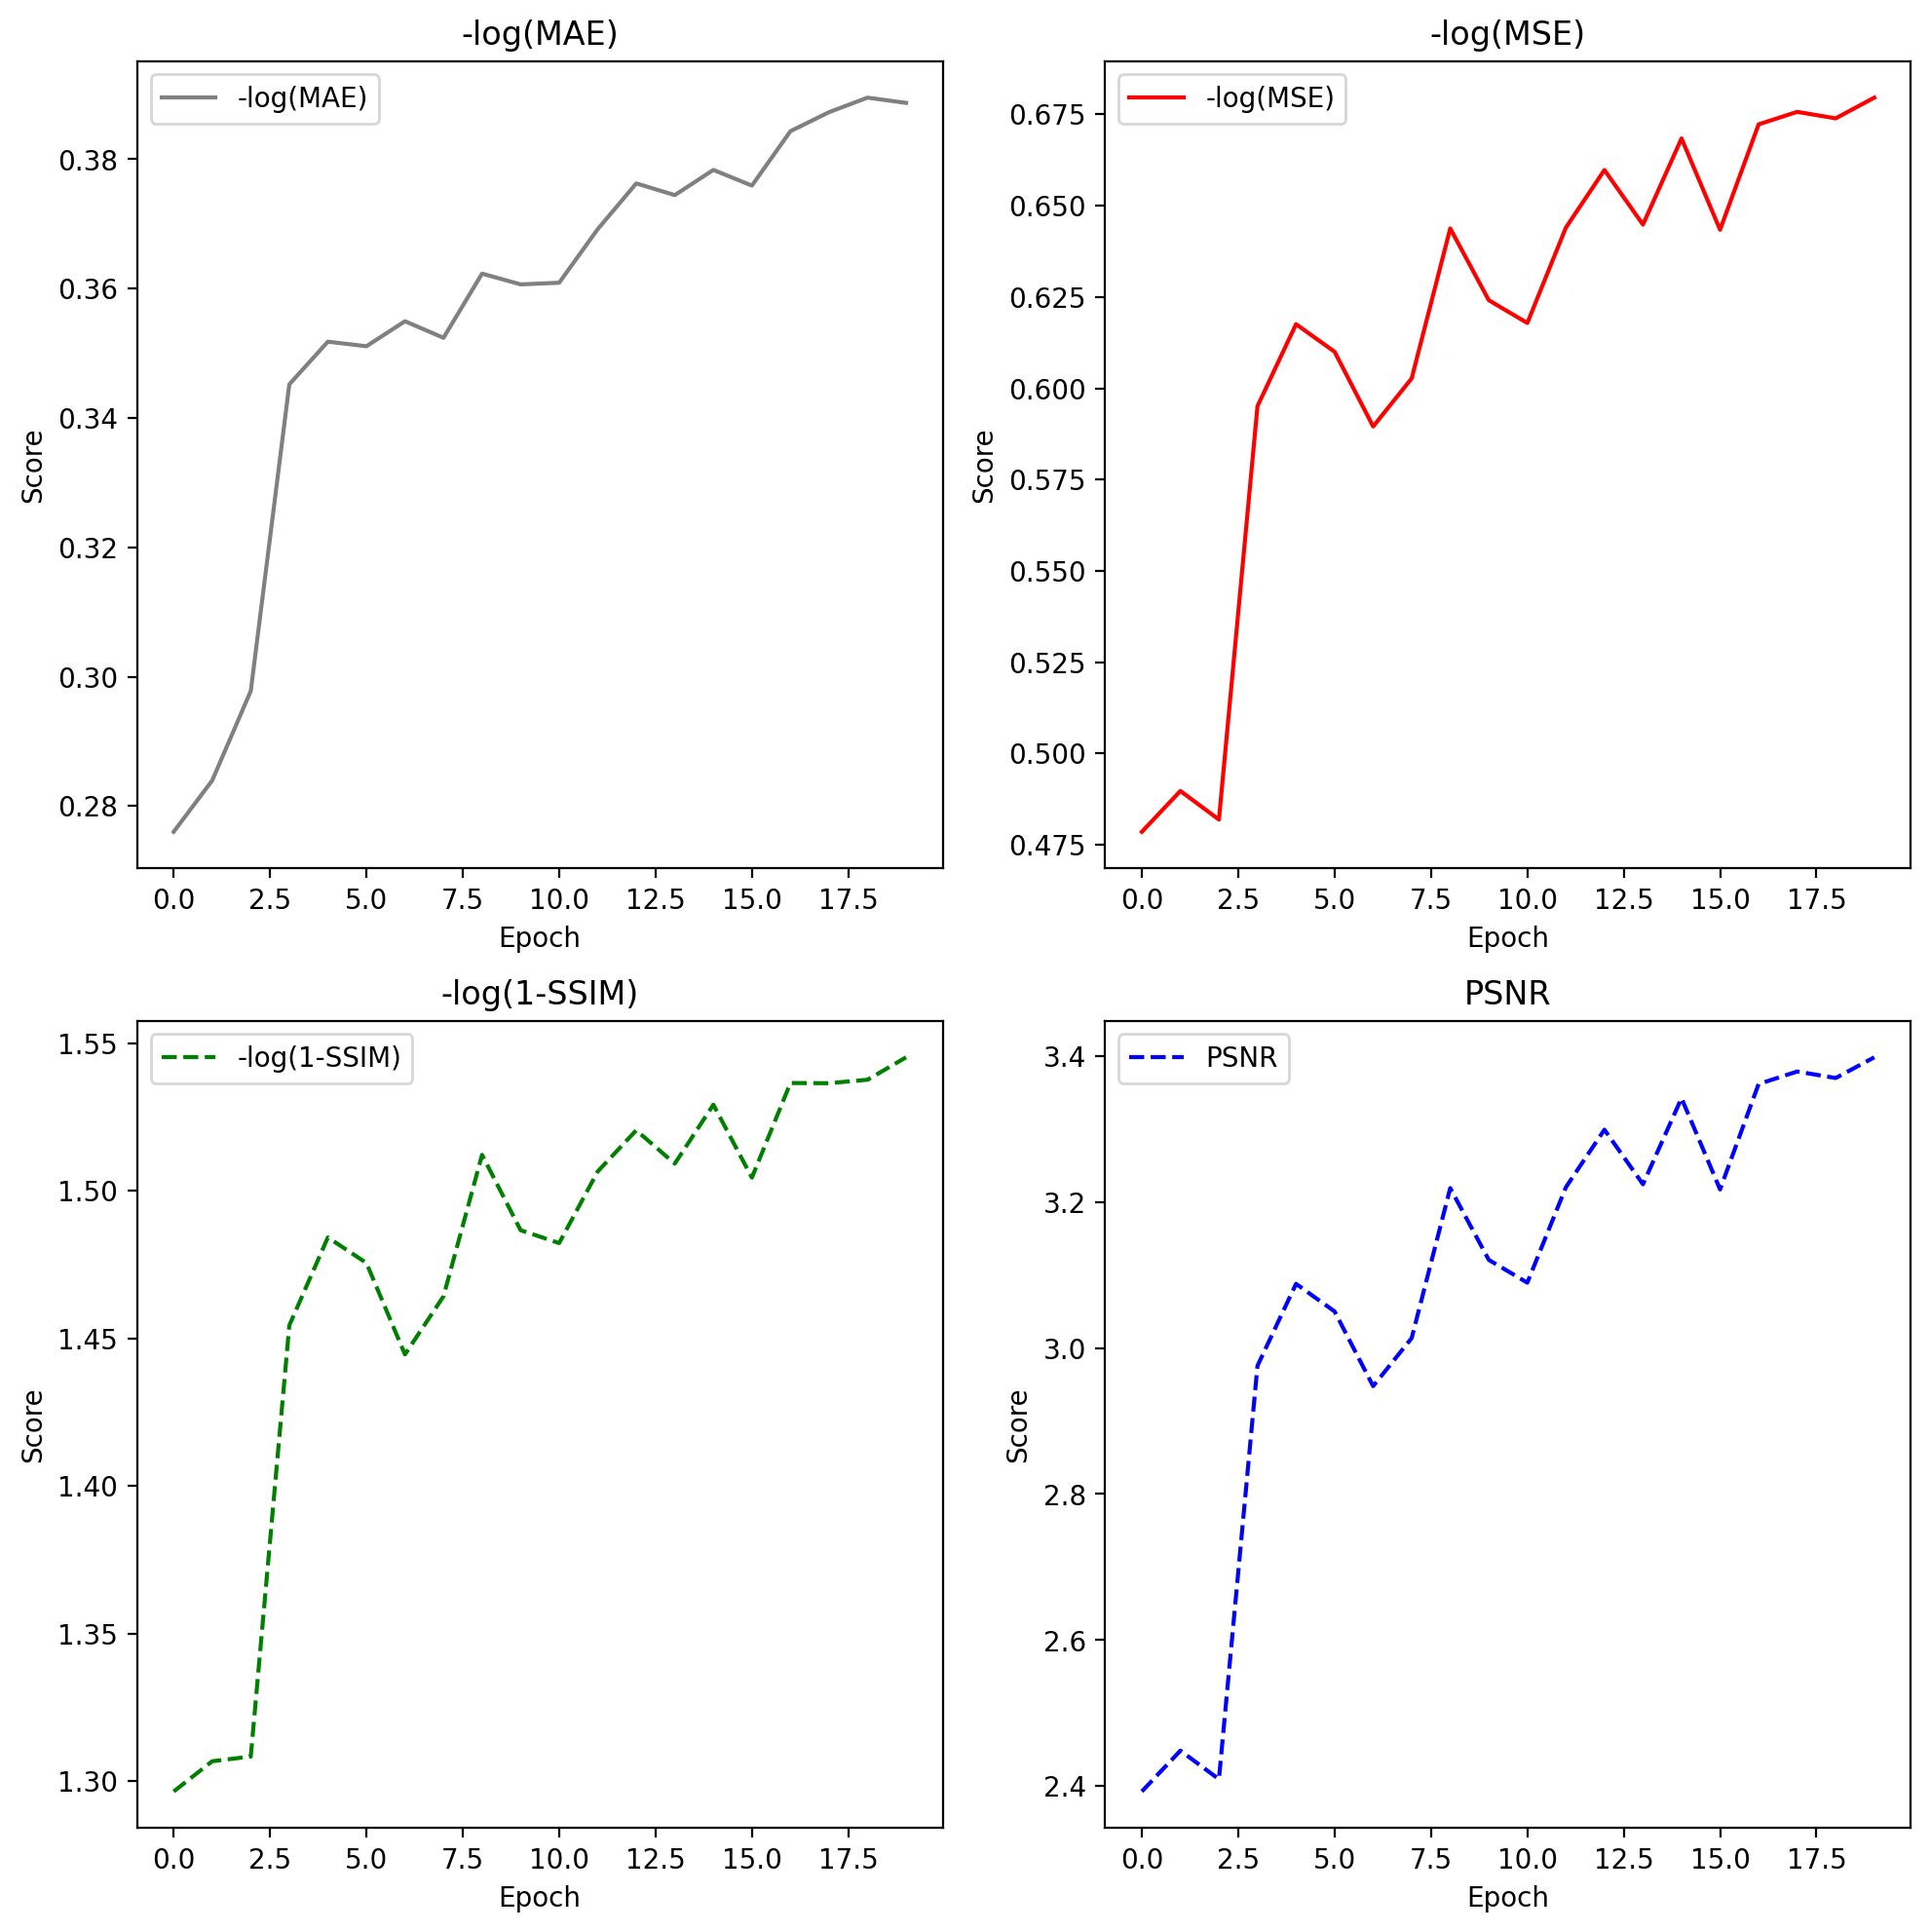 -log(MAE)
-log(MAE)
0.38
0.36
0.34
0.32
0.30
0.28
Score
0.0 2.5 5.0 7.5 10.0 12.5 15.0 17.5
Epoch
-log(MSE)
-log(MSE)
0.675
0.650
0.625
0.600
0.575
0.550
0.525
0.500
0.475
Score
0.0 2.5 5.0 7.5 10.0 12.5 15.0 17.5
Epoch
-log(1-SSIM)
-log(1-SSIM)
1.55
1.50
1.45
1.40
1.35
1.30
Score
0.0 2.5 5.0 7.5 10.0 12.5 15.0 17.5
Epoch
PSNR
PSNR
3.4
3.2
3.0
2.8
2.6
2.4
Score
0.0 2.5 5.0 7.5 10.0 12.5 15.0 17.5
Epoch